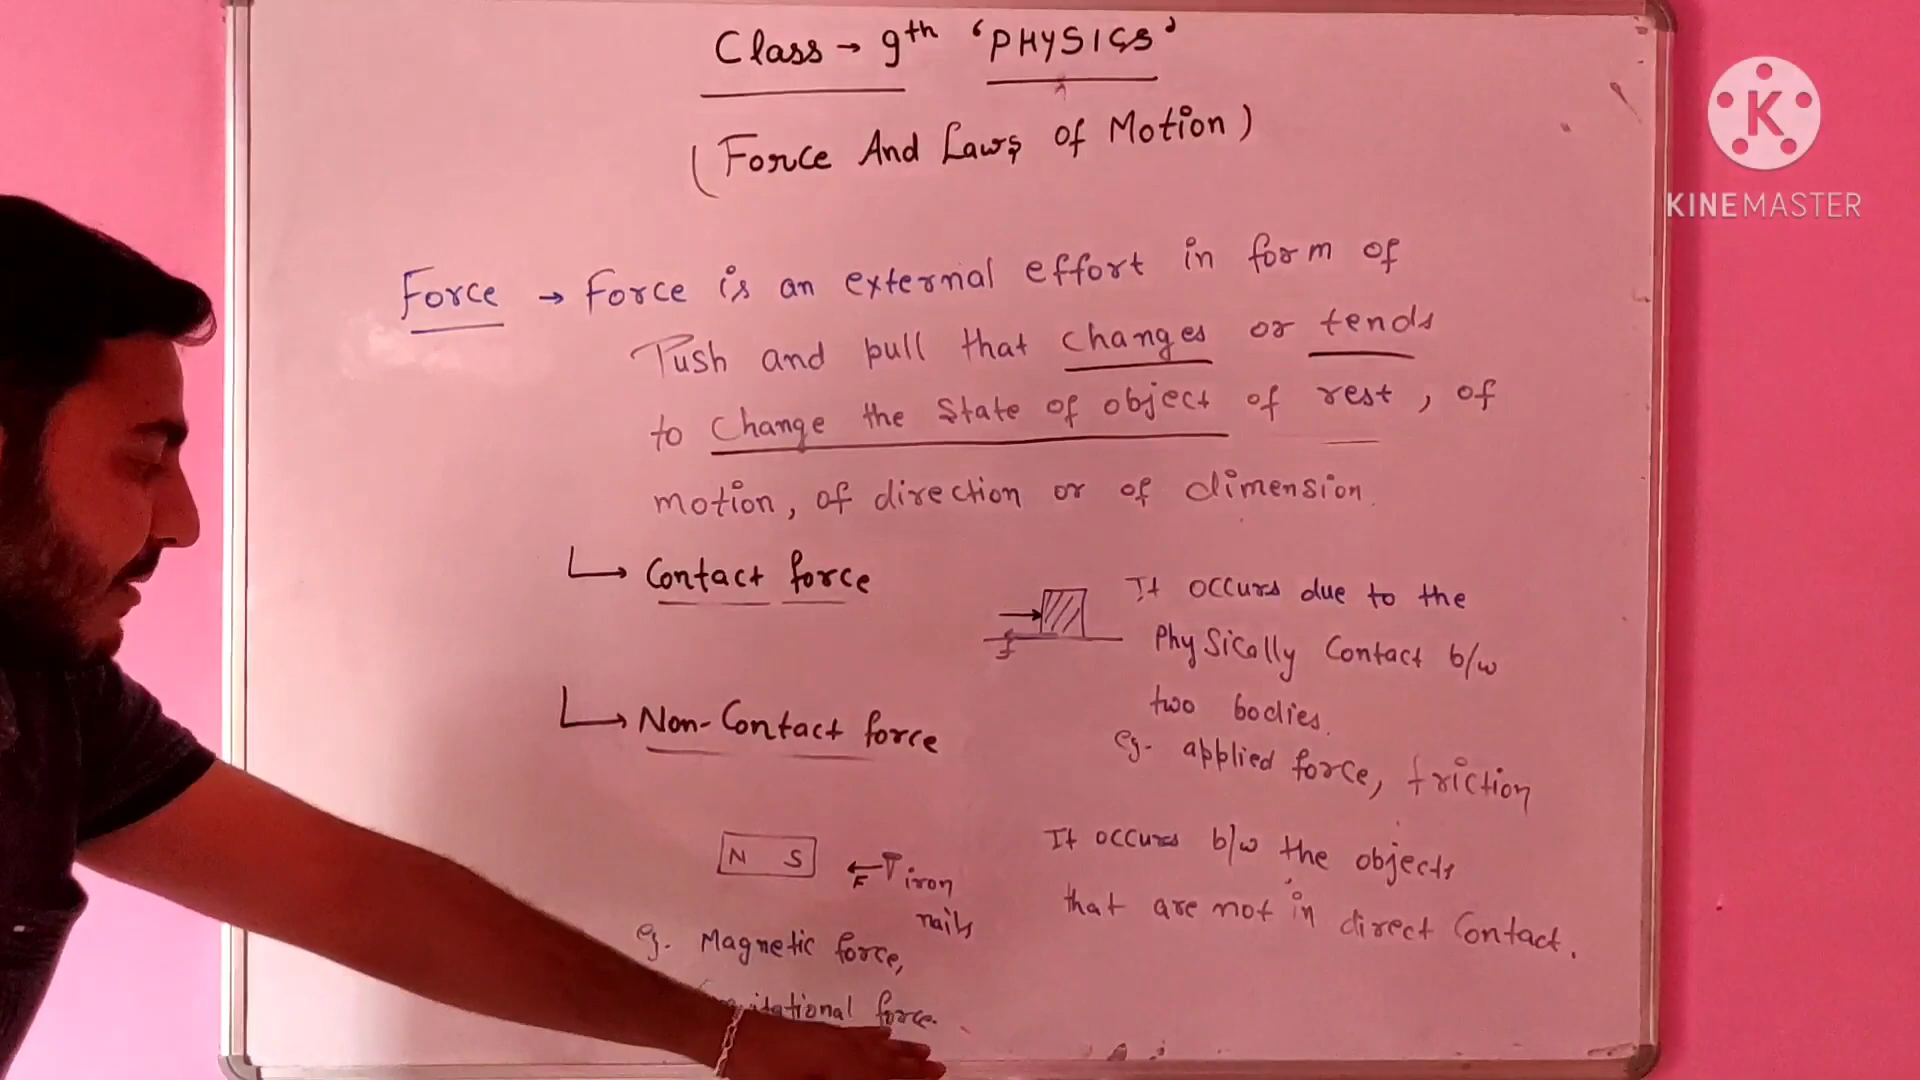 Class → 9th 'PHYSICS'
(Force And Laws of Motion)
Force → Force is an external effort in form of
Push and pull that changes or tends
to change the state of object of rest, of
motion, of direction or of dimension.
Contact force
It occurs due to the
Physically Contact b/w
two bodies.
eg. applied force, friction
f
Non-Contact force
It occurs b/w the objects
that are not in direct Contact.
N S
F
iron
nails
eg. Magnetic force,
force.
K
KINEMASTER